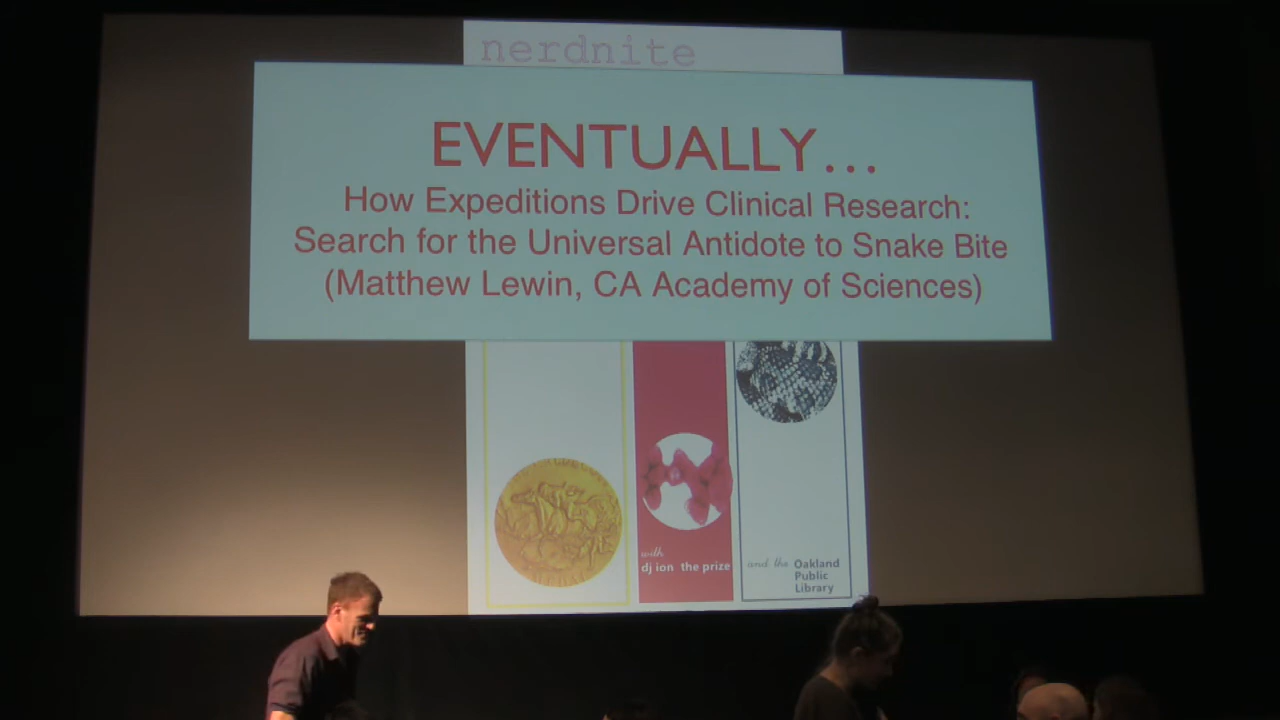 nerdnite
EVENTUALLY...
How Expeditions Drive Clinical Research:
Search for the Universal Antidote to Snake Bite
(Matthew Lewin, CA Academy of Sciences)
with
dj ion the prize
and the Oakland
Public
Library